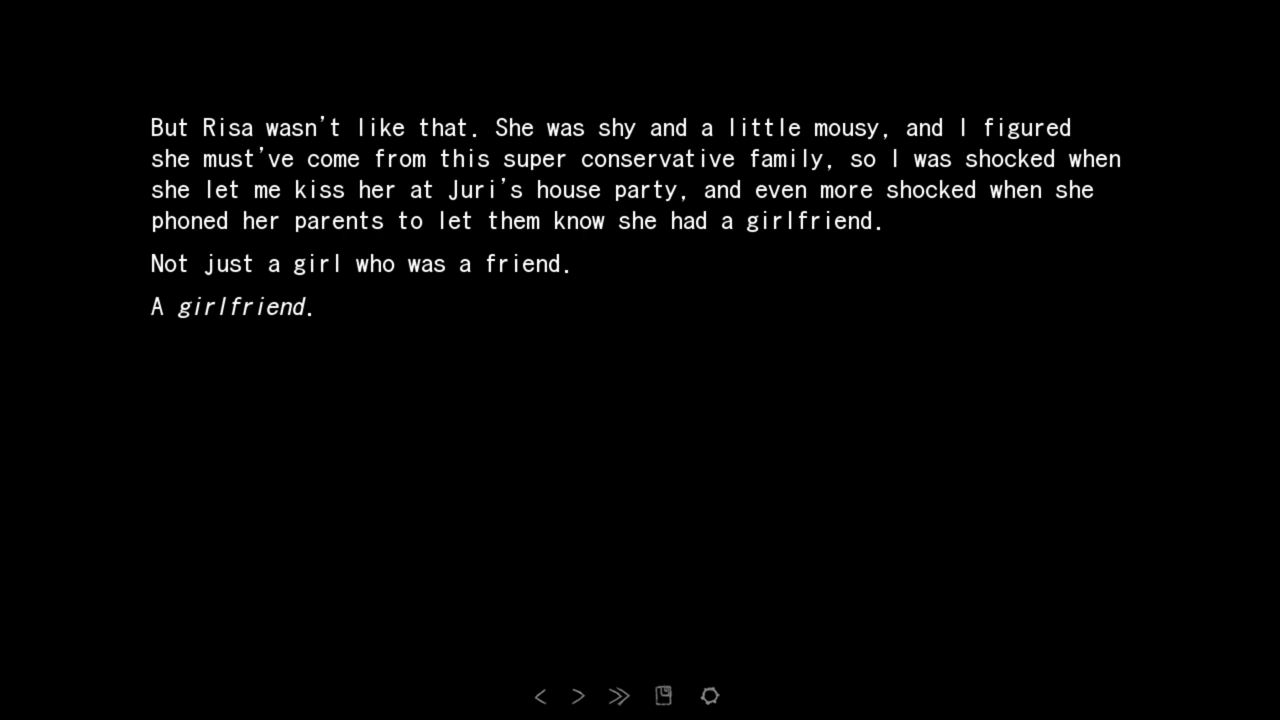 But Risa wasn't like that. She was shy and a little mousy, and I figured
she must've come from this super conservative family, so I was shocked when
she let me kiss her at Juri's house party, and even more shocked when she
phoned her parents to let them know she had a girlfriend.
Not just a girl who was a friend.
A girlfriend.